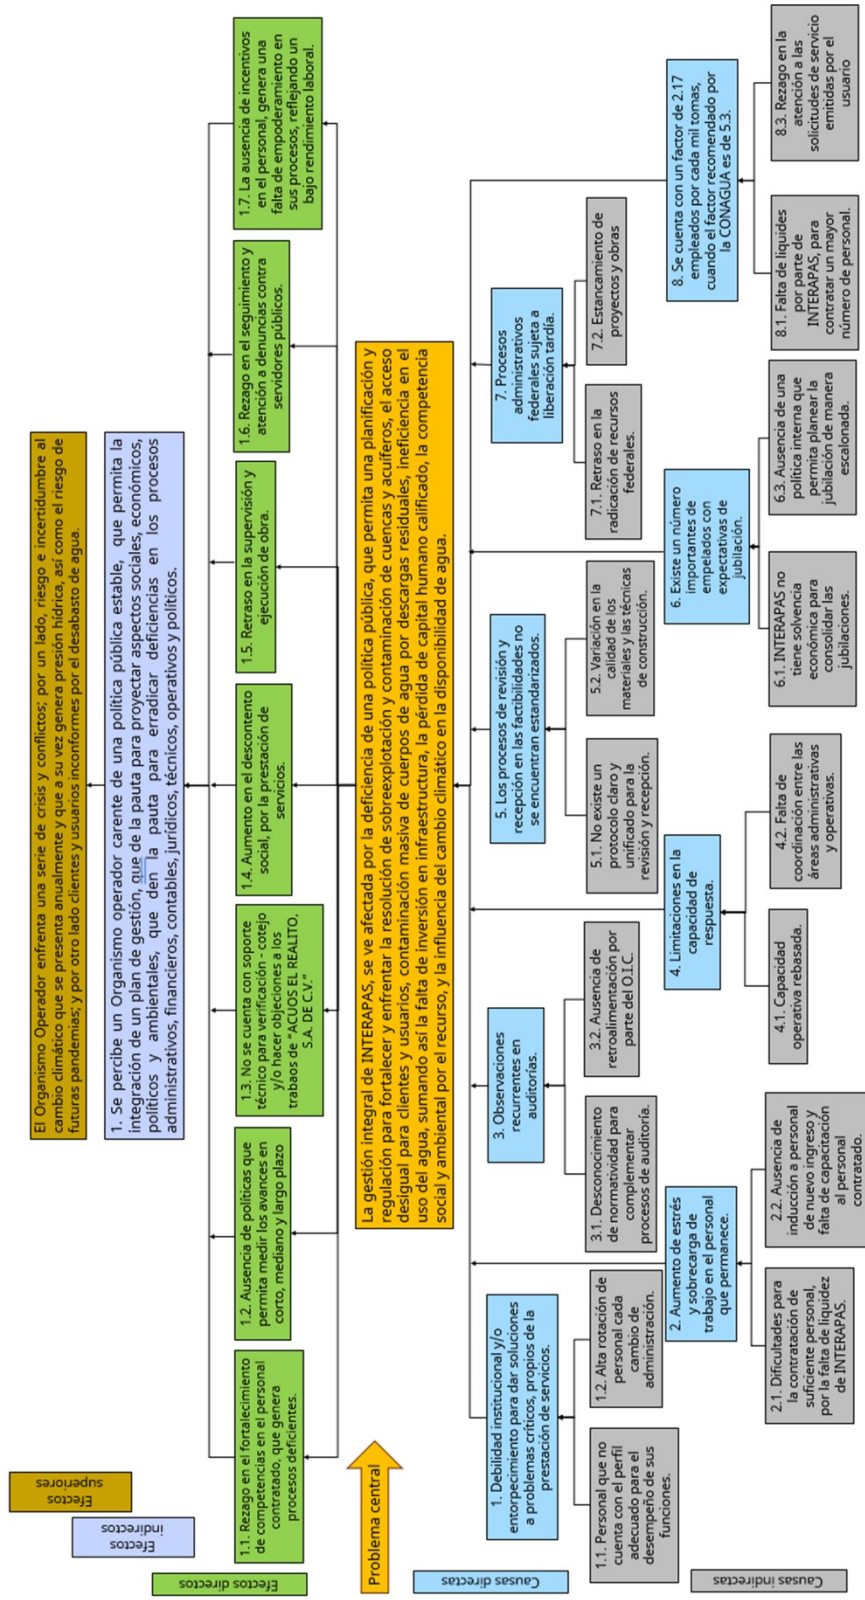 Efectos
superiores
El Organismo Operador enfrenta una serie de crisis y conflictos; por un lado, riesgo e incertidumbre al
cambio climático que se presenta anualmente y que a su vez genera presión hídrica, así como el riesgo de
futuras pandemias; y por otro lado clientes y usuarios inconformes por el desabasto de agua.
Efectos
indirectos
1. Se percibe un Organismo operador carente de una política pública estable, que permita la
integración de un plan de gestión, que de la pauta para proyectar aspectos sociales, económicos,
políticos y ambientales, que den la pauta para erradicar deficiencias en los procesos
administrativos, financieros, contables, jurídicos, técnicos, operativos y políticos.
Efectos directos
1.1. Rezago en el fortalecimiento
de competencias en el personal
contratado, que genera
procesos deficientes.
1.2. Ausencia de políticas que
permita medir los avances en
corto, mediano y largo plazo
1.3. No se cuenta con soporte
técnico para verificación - cotejo
y/o hacer objeciones a los
trabaos de "ACUOS EL REALITO,
S.A. DE C.V."
1.4. Aumento en el descontento
social, por la prestación de
servicios.
1.5. Retraso en la supervisión y
ejecución de obra.
1.6. Rezago en el seguimiento y
atención a denuncias contra
servidores públicos.
1.7. La ausencia de incentivos
en el personal, genera una
falta de empoderamiento en
sus procesos, reflejando un
bajo rendimiento laboral.
Problema central
La gestión integral de INTERAPAS, se ve afectada por la deficiencia de una política pública, que permita una planificación y
regulación para fortalecer y enfrentar la resolución de sobreexplotación y contaminación de cuencas y acuíferos, el acceso
desigual para clientes y usuarios, contaminación masiva de cuerpos de agua por descargas residuales, ineficiencia en el
uso del agua, sumando así la falta de inversión en infraestructura, la pérdida de capital humano calificado, la competencia
social y ambiental por el recurso, y la influencia del cambio climático en la disponibilidad de agua.
Causas directas
1. Debilidad institucional y/o
entorpecimiento para dar soluciones
a problemas críticos, propios de la
prestación de servicios.
2. Aumento de estrés
y sobrecarga de
trabajo en el personal
que permanece.
3. Observaciones
recurrentes en
auditorías.
4. Limitaciones en la
capacidad de
respuesta.
5. Los procesos de revisión y
recepción en las factibilidades no
se encuentran estandarizados.
6. Existe un número
importantes de
empelados con
expectativas de
jubilación.
7. Procesos
administrativos
federales sujeta a
liberación tardía.
8. Se cuenta con un factor de 2.17
empleados por cada mil tomas,
cuando el factor recomendado por
la CONAGUA es de 5.3.
Causas indirectas
1.1. Personal que no
cuenta con el perfil
adecuado para el
desempeño de sus
funciones.
1.2. Alta rotación de
personal cada
cambio de
administración.
2.1. Dificultades para
la contratación de
suficiente personal,
por la falta de liquidez
de INTERAPAS.
2.2. Ausencia de
inducción a personal
de nuevo ingreso y
falta de capacitación
al personal
contratado.
3.1. Desconocimiento
de normatividad para
complementar
procesos de auditoría.
3.2. Ausencia de
retroalimentación por
parte del O.I.C.
4.1. Capacidad
operativa rebasada.
4.2. Falta de
coordinación entre las
áreas administrativas
y operativas.
5.1. No existe un
protocolo claro y
unificado para la
revisión y recepción.
5.2. Variación en la
calidad de los
materiales y las técnicas
de construcción.
6.1. INTERAPAS no
tiene solvencia
económica para
consolidar las
jubilaciones.
6.3. Ausencia de una
política interna que
permita planear la
jubilación de manera
escalonada.
7.1. Retraso en la
radicación de recursos
federales.
7.2. Estancamiento de
proyectos y obras
8.1. Falta de liquides
por parte de
INTERAPAS, para
contratar un mayor
número de personal.
8.3. Rezago en la
atención a las
solicitudes de servicio
emitidas por el
usuario